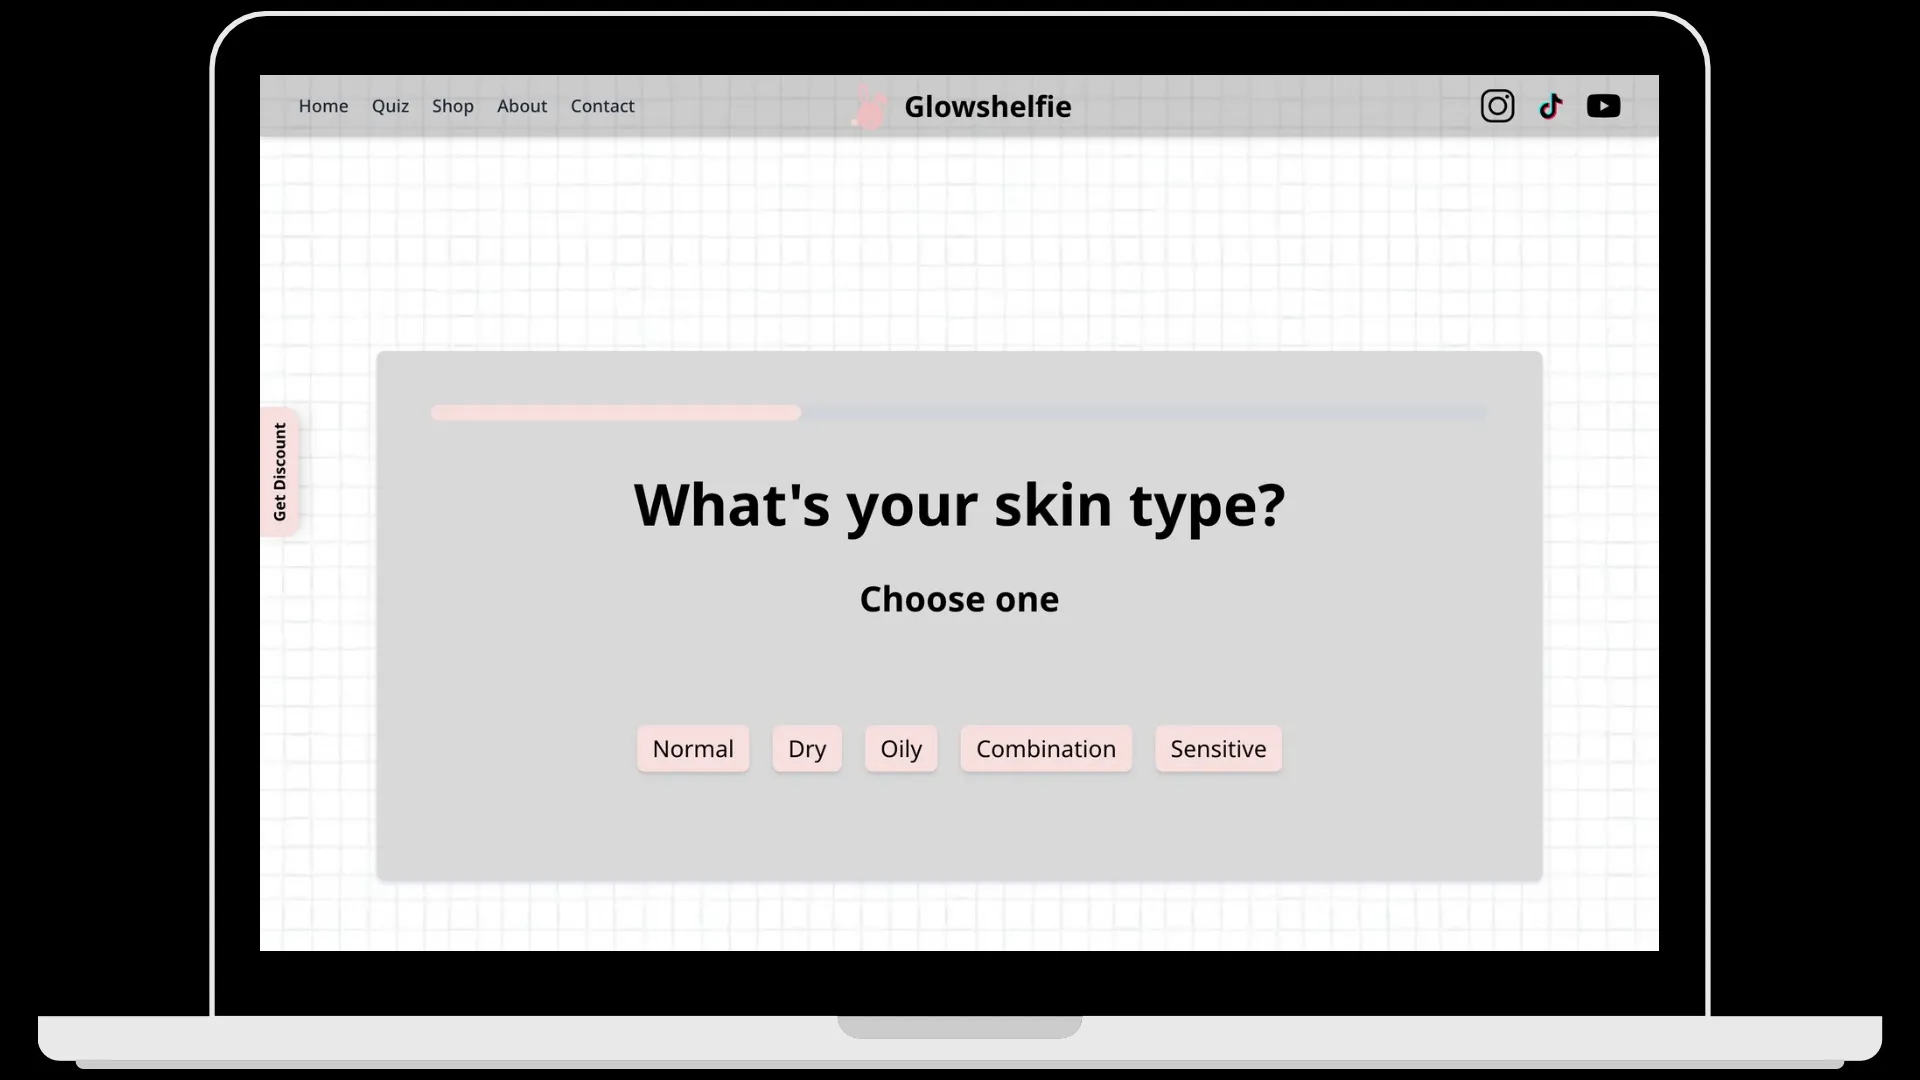 Home Quiz Shop About Contact
Glowshelfie
Get Discount
What's your skin type?
Choose one
Normal Dry Oily Combination Sensitive